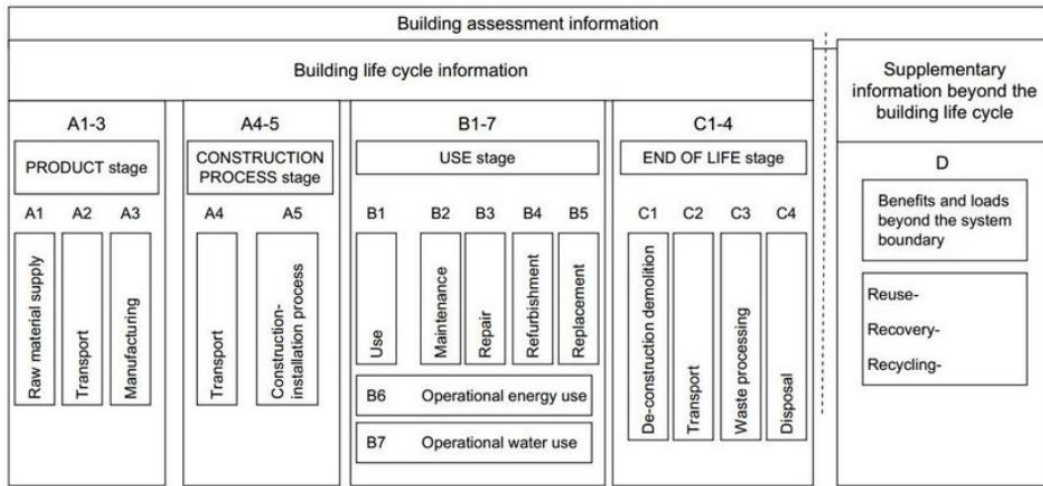 Building assessment information
Building life cycle information
Supplementary
information beyond the
building life cycle
A1-3
PRODUCT stage
A1 A2 A3
Raw material supply
Transport
Manufacturing
A4-5
CONSTRUCTION
PROCESS stage
A4 A5
Transport
Construction-
installation process
B1-7
USE stage
B1 B2 B3 B4 B5
Use
Maintenance
Repair
Refurbishment
Replacement
B6 Operational energy use
B7 Operational water use
C1-4
END OF LIFE stage
C1 C2 C3 C4
De-construction demolition
Transport
Waste processing
Disposal
D
Benefits and loads
beyond the system
boundary
Reuse-
Recovery-
Recycling-